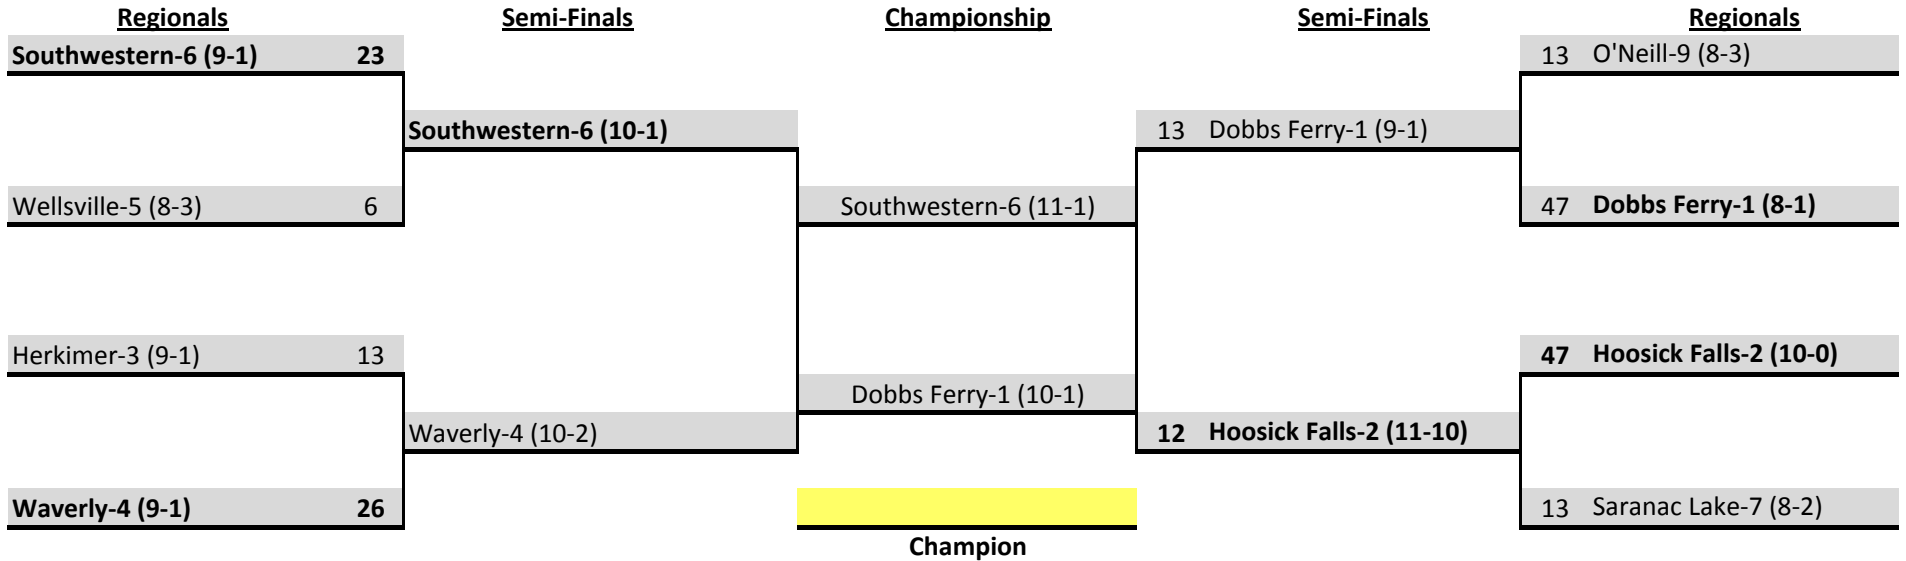 Regionals Semi-Finals Championship Semi-Finals Regionals
Southwestern-6 (9-1) 23 13 O'Neill-9 (8-3)
Southwestern-6 (10-1) 13 Dobbs Ferry-1 (9-1)
Wellsville-5 (8-3) 6 Southwestern-6 (11-1) 47 Dobbs Ferry-1 (8-1)
Herkimer-3 (9-1) 13 47 Hoosick Falls-2 (10-0)
Dobbs Ferry-1 (10-1)
Waverly-4 (10-2) 12 Hoosick Falls-2 (11-10)
Waverly-4 (9-1) 26 13 Saranac Lake-7 (8-2)
Champion